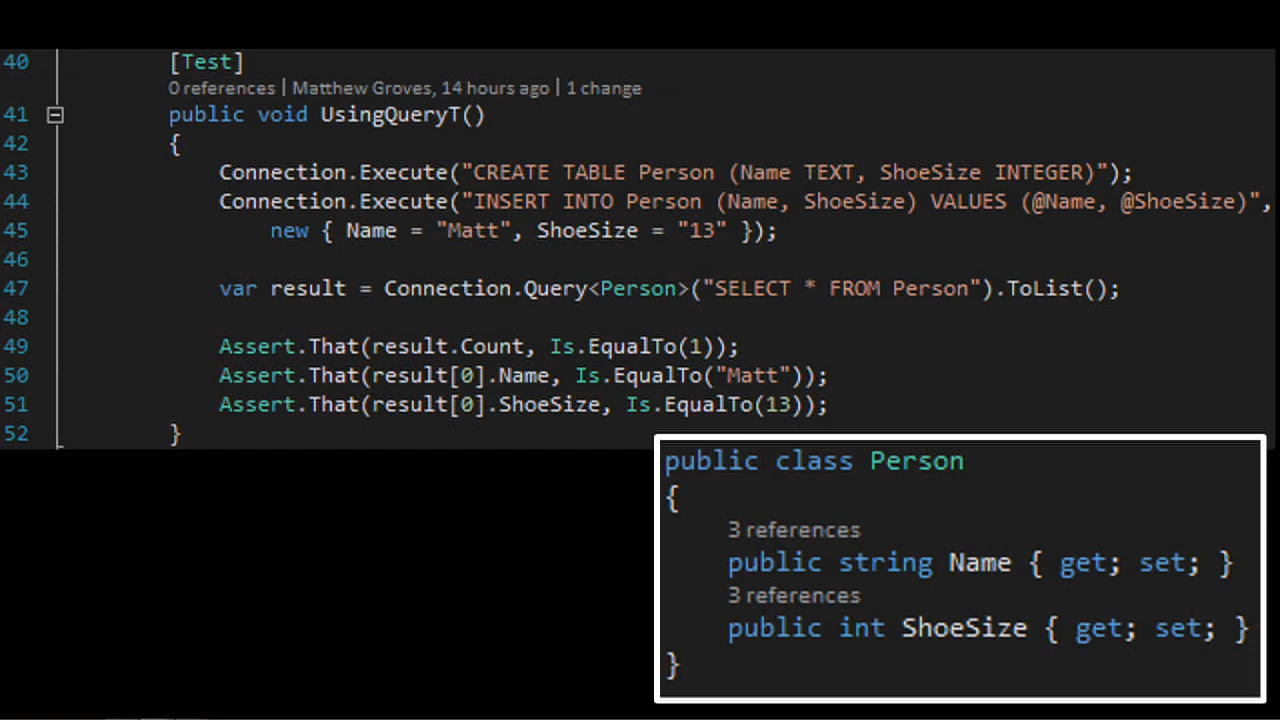 40 [Test]
0 references | Matthew Groves, 14 hours ago | 1 change
41 public void UsingQueryT()
42 {
43 Connection.Execute("CREATE TABLE Person (Name TEXT, ShoeSize INTEGER)");
44 Connection.Execute("INSERT INTO Person (Name, ShoeSize) VALUES (@Name, @ShoeSize)",
45 new { Name = "Matt", ShoeSize = "13" });
46
47 var result = Connection.Query<Person>("SELECT * FROM Person").ToList();
48
49 Assert.That(result.Count, Is.EqualTo(1));
50 Assert.That(result[0].Name, Is.EqualTo("Matt"));
51 Assert.That(result[0].ShoeSize, Is.EqualTo(13));
52 }
public class Person
{
3 references
public string Name { get; set; }
3 references
public int ShoeSize { get; set; }
}